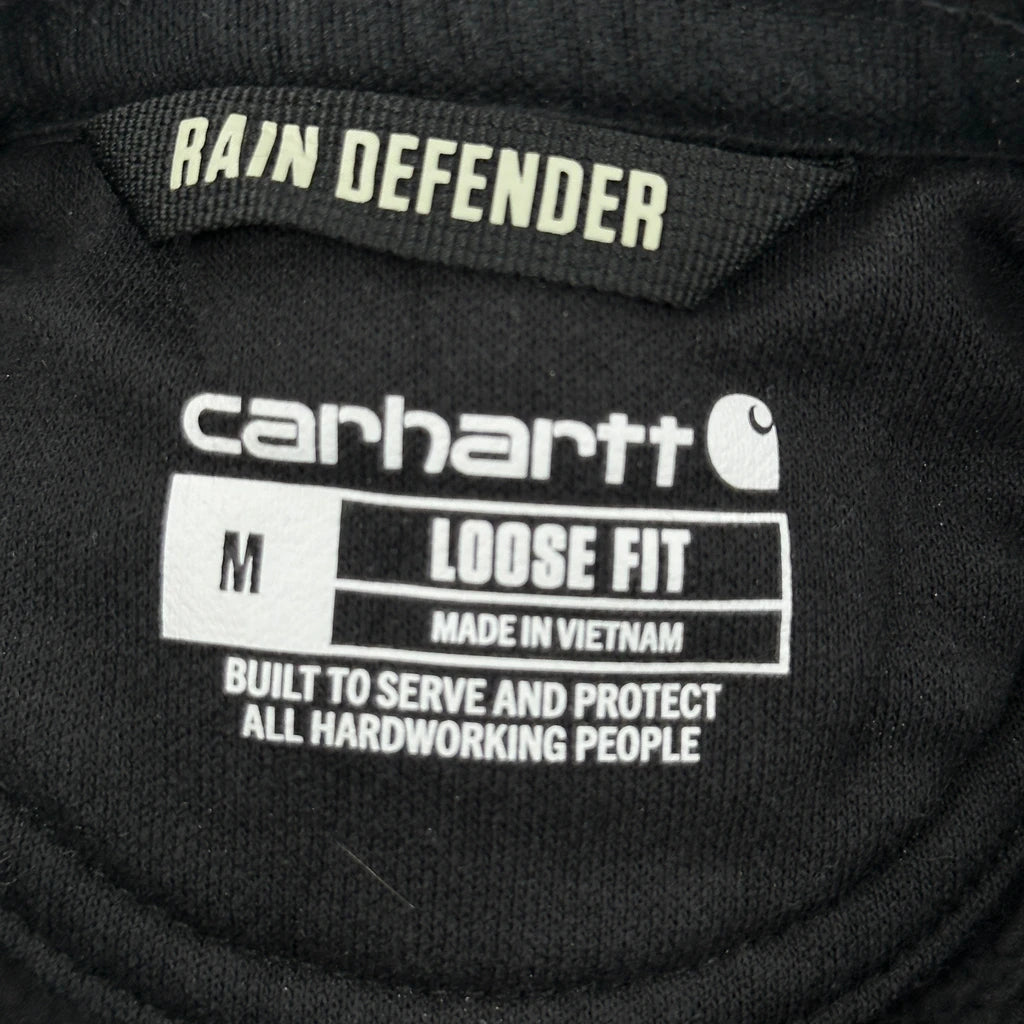 RAIN DEFENDER
carhartt
M
LOOSE FIT
MADE IN VIETNAM
BUILT TO SERVE AND PROTECT
ALL HARDWORKING PEOPLE